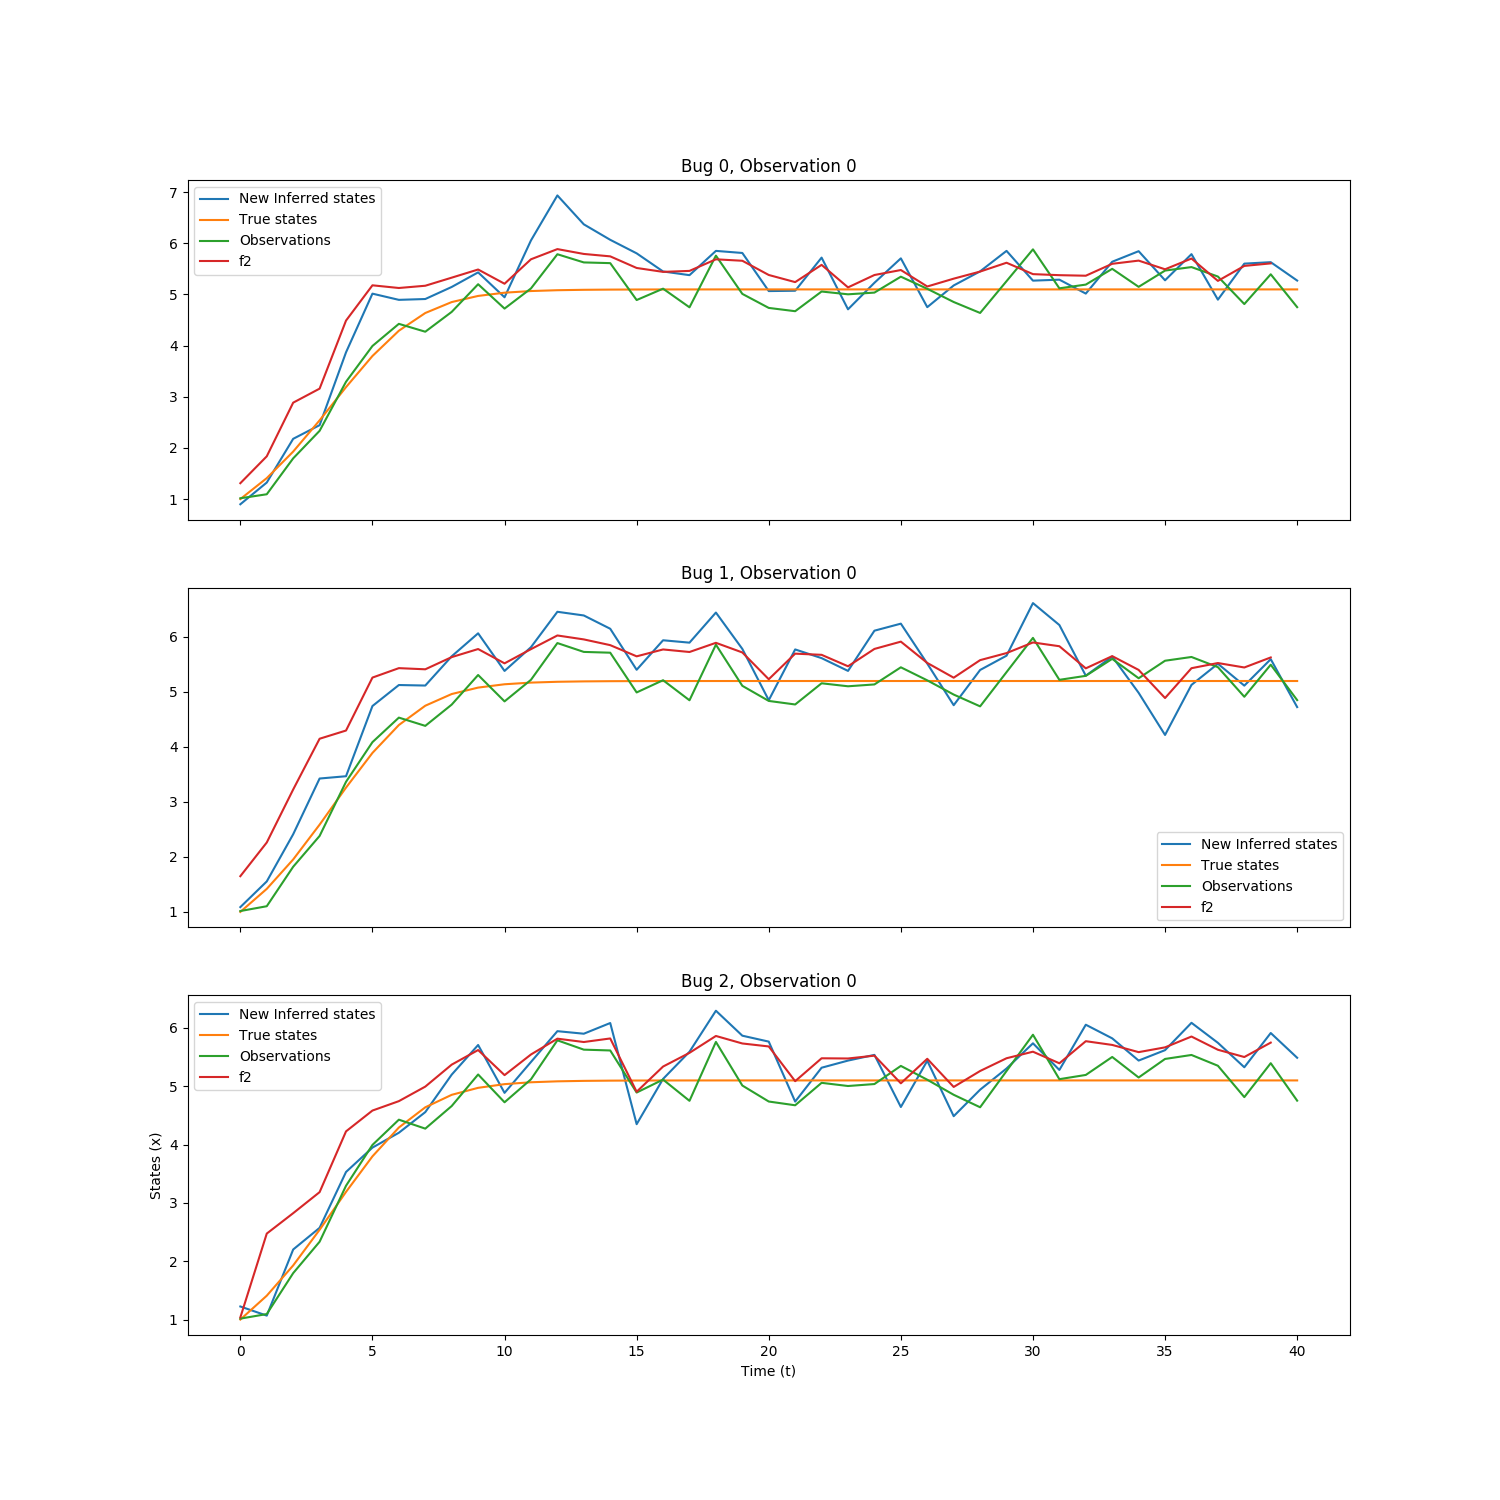 Bug 0, Observation 0
7
6
5
4
3
2
1
New Inferred states
True states
Observations
f2
Bug 1, Observation 0
6
5
4
3
2
1
New Inferred states
True states
Observations
f2
Bug 2, Observation 0
6
5
4
3
2
1
New Inferred states
True states
Observations
f2
States (x)
0 5 10 15 20 25 30 35 40
Time (t)